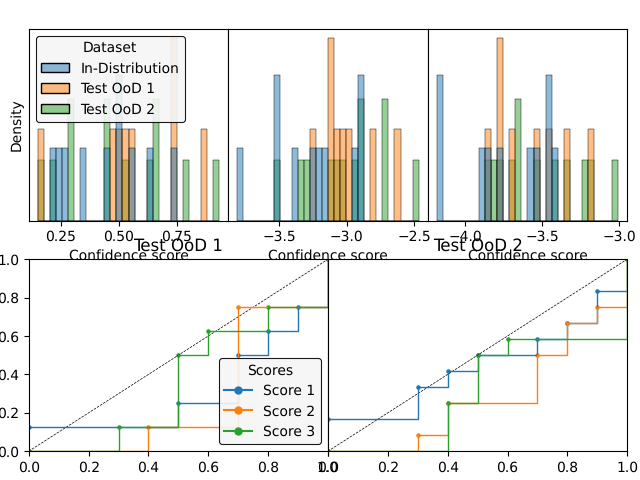 Density
Dataset
In-Distribution
Test OoD 1
Test OoD 2
0.25 0.50 0.75 −3.5 −3.0 −2.5 −4.0 −3.5 −3.0
Confidence score Confidence score Confidence score
Test OoD 1 Test OoD 2
1.0
0.8
0.6
0.4
0.2
0.0
Scores
Score 1
Score 2
Score 3
0.0 0.2 0.4 0.6 0.8 1.0
0.0 0.2 0.4 0.6 0.8 1.0